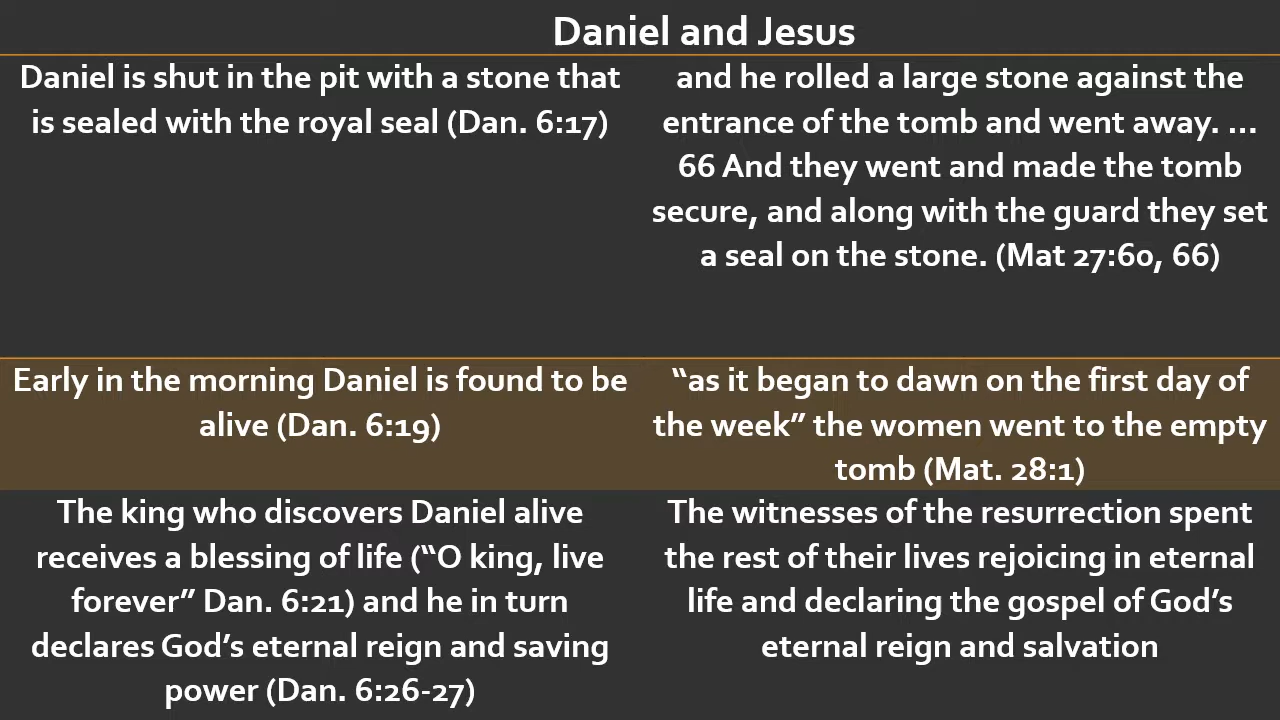 Daniel and Jesus
Daniel is shut in the pit with a stone that
is sealed with the royal seal (Dan. 6:17)
and he rolled a large stone against the
entrance of the tomb and went away. ...
66 And they went and made the tomb
secure, and along with the guard they set
a seal on the stone. (Mat 27:60, 66)
Early in the morning Daniel is found to be
alive (Dan. 6:19)
“as it began to dawn on the first day of
the week” the women went to the empty
tomb (Mat. 28:1)
The king who discovers Daniel alive
receives a blessing of life (“O king, live
forever” Dan. 6:21) and he in turn
declares God’s eternal reign and saving
power (Dan. 6:26-27)
The witnesses of the resurrection spent
the rest of their lives rejoicing in eternal
life and declaring the gospel of God’s
eternal reign and salvation